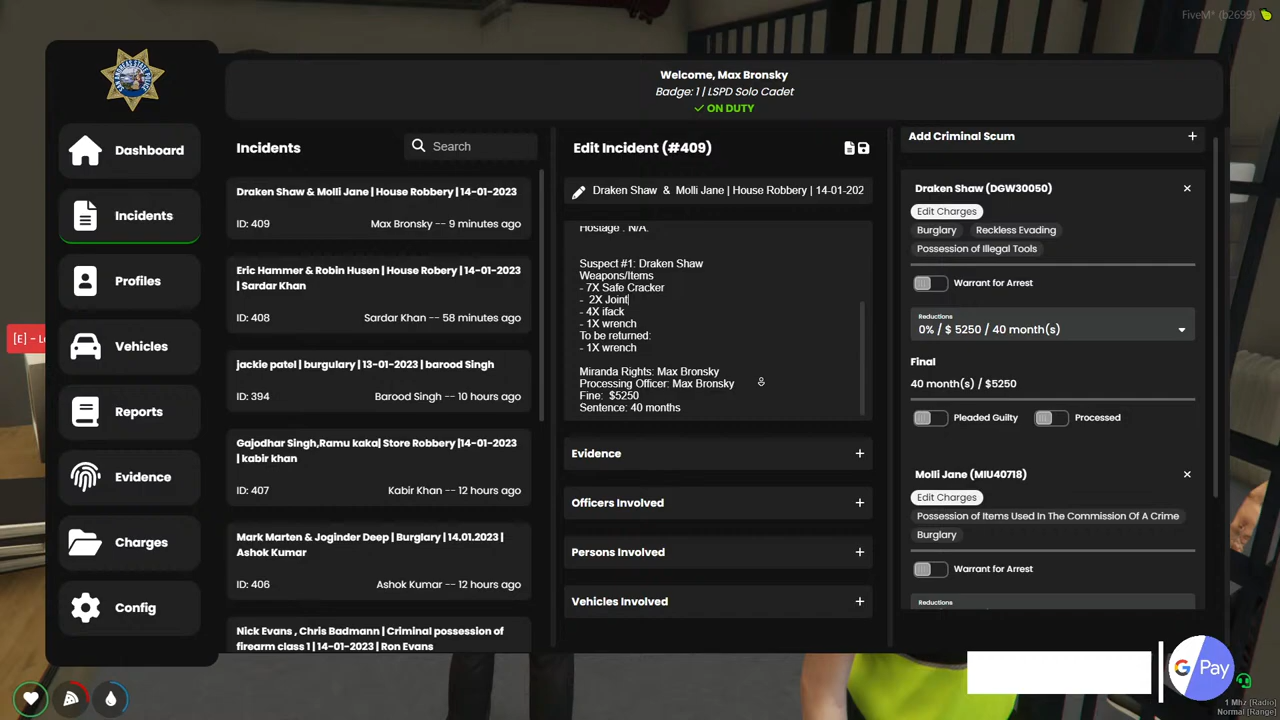 FiveM* (b2699)
Welcome, Max Bronsky
Badge: 1 | LSPD Solo Cadet
ON DUTY
Dashboard
Incidents
Profiles
Vehicles
Reports
Evidence
Charges
Config
[E] - L
Incidents
Search
Draken Shaw & Molli Jane | House Robbery | 14-01-2023
ID: 409 Max Bronsky -- 9 minutes ago
Eric Hammer & Robin Husen | House Robery | 14-01-2023
| Sardar Khan
ID: 408 Sardar Khan -- 58 minutes ago
jackie patel | burgulary | 13-01-2023 | barood Singh
ID: 394 Barood Singh -- 10 hours ago
Gajodhar Singh,Ramu kaka| Store Robbery |14-01-2023
| kabir khan
ID: 407 Kabir Khan -- 12 hours ago
Mark Marten & Joginder Deep | Burglary | 14.01.2023 |
Ashok Kumar
ID: 406 Ashok Kumar -- 12 hours ago
Nick Evans , Chris Badmann | Criminal possession of
firearm class 1 | 14-01-2023 | Ron Evans
Edit Incident (#409)
Draken Shaw & Molli Jane | House Robbery | 14-01-202
Hostage : N/A.
Suspect #1: Draken Shaw
Weapons/Items
- 7X Safe Cracker
- 2X Joint
- 4X ifack
- 1X wrench
To be returned:
- 1X wrench
Miranda Rights: Max Bronsky
Processing Officer: Max Bronsky
Fine: $5250
Sentence: 40 months
Evidence +
Officers Involved +
Persons Involved +
Vehicles Involved +
Add Criminal Scum +
Draken Shaw (DGW30050)
Edit Charges
Burglary Reckless Evading
Possession of Illegal Tools
Warrant for Arrest
Reductions
0% / $ 5250 / 40 month(s)
Final
40 month(s) / $5250
Pleaded Guilty Processed
Molli Jane (MIU40718)
Edit Charges
Possession of Items Used In The Commission Of A Crime
Burglary
Warrant for Arrest
Reductions
G Pay
1 Mhz [Radio]
Normal [Range]